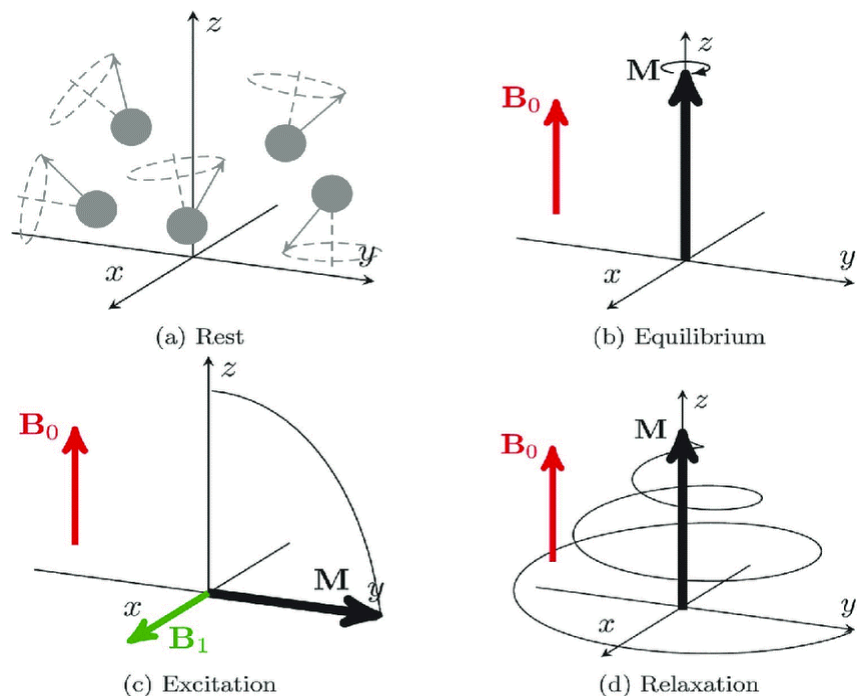 z
y
x
(a) Rest
z
M
B0
x
y
(b) Equilibrium
z
B0
M
y
x
B1
(c) Excitation
z
M
B0
y
x
(d) Relaxation